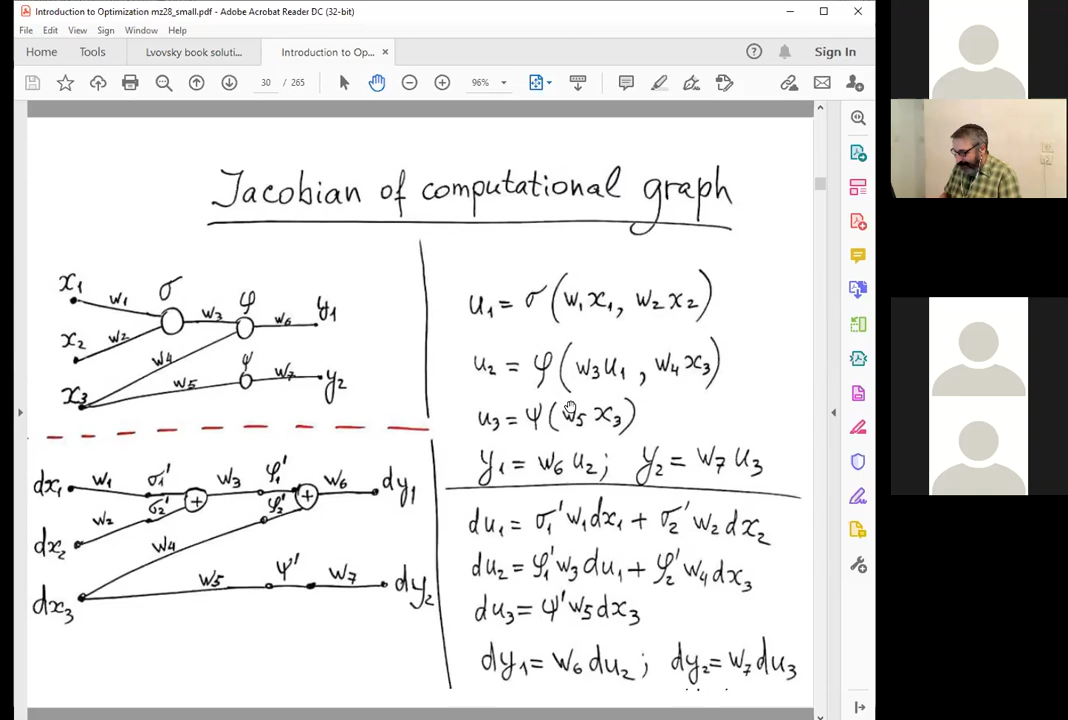 Introduction to Optimization mz28_small.pdf - Adobe Acrobat Reader DC (32-bit)
File Edit View Sign Window Help
Home Tools Lvovsky book soluti... Introduction to Op... ×
Sign In
30 / 265 96%
Jacobian of computational graph
x₁ w₁ σ w₃ φ w₆ y₁
x₂ w₂ w₄ ψ w₇ y₂
x₃ w₅
u₁ = σ(w₁x₁, w₂x₂)
u₂ = φ(w₃u₁, w₄x₃)
u₃ = ψ(w₅x₃)
y₁ = w₆u₂; y₂ = w₇u₃
dx₁ w₁ σ₁' + w₃ φ₁' + w₆ dy₁
dx₂ w₂ σ₂' w₄ φ₂'
dx₃ w₅ ψ' w₇ dy₂
du₁ = σ₁'w₁dx₁ + σ₂'w₂dx₂
du₂ = φ₁'w₃du₁ + φ₂'w₄dx₃
du₃ = ψ'w₅dx₃
dy₁ = w₆du₂; dy₂ = w₇du₃